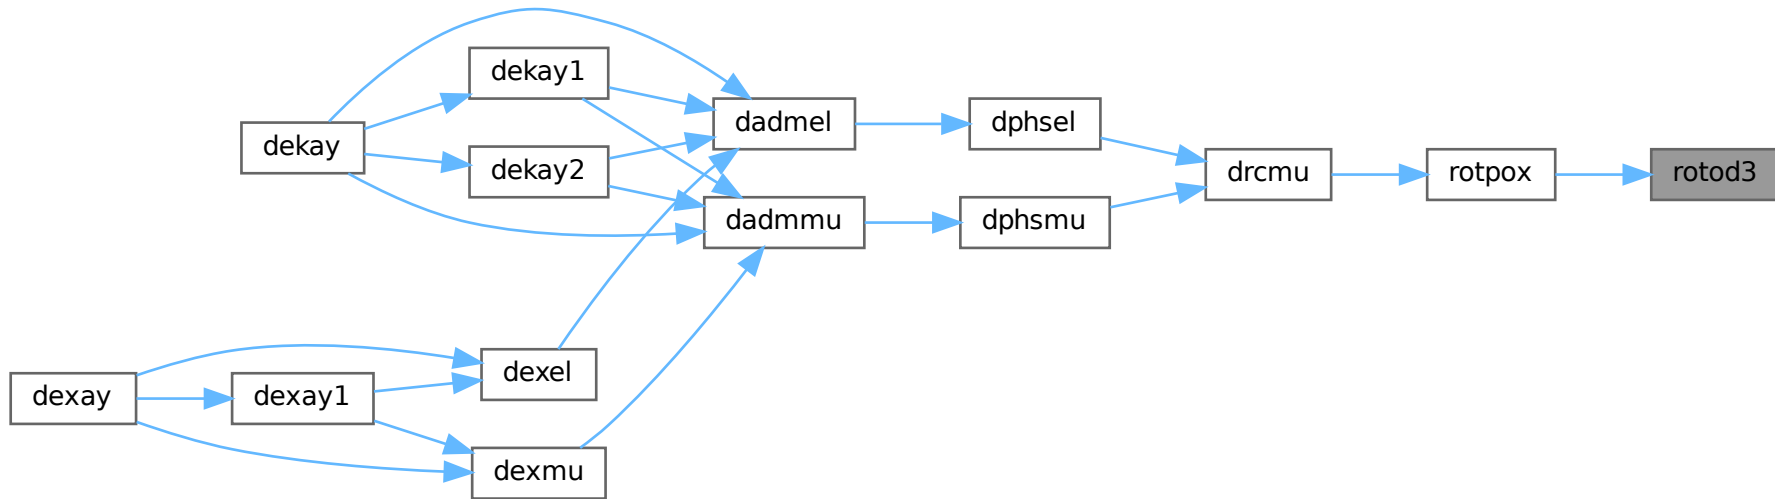 dekay
dekay1
dekay2
dadmel
dadmmu
dphsel
dphsmu
drcmu
rotpox
rotod3
dexay
dexay1
dexel
dexmu